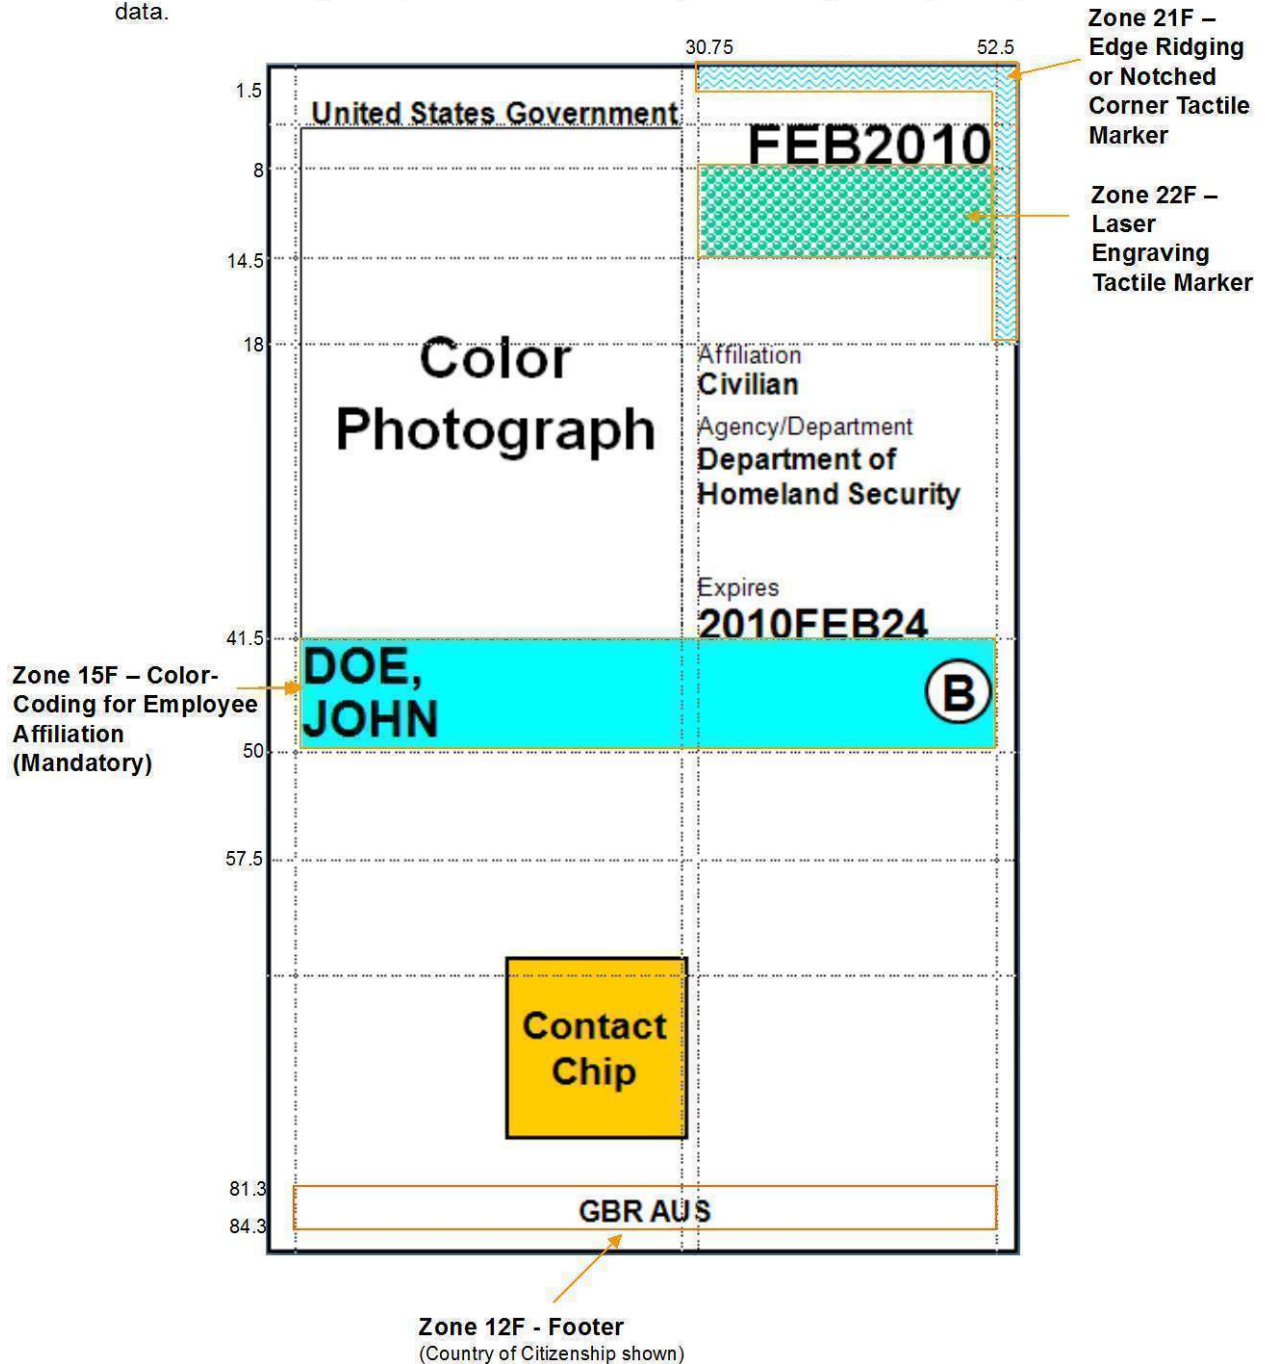 data.
Zone 21F –
Edge Ridging
or Notched
Corner Tactile
Marker
30.75
52.5
1.5
United States Government
FEB2010
8
Zone 22F –
Laser
Engraving
Tactile Marker
14.5
18
Color
Photograph
Affiliation
Civilian
Agency/Department
Department of
Homeland Security
Expires
2010FEB24
41.5
Zone 15F – Color-
Coding for Employee
Affiliation
(Mandatory)
DOE,
JOHN
B
50
57.5
Contact
Chip
81.3
GBR AUS
84.3
Zone 12F - Footer
(Country of Citizenship shown)